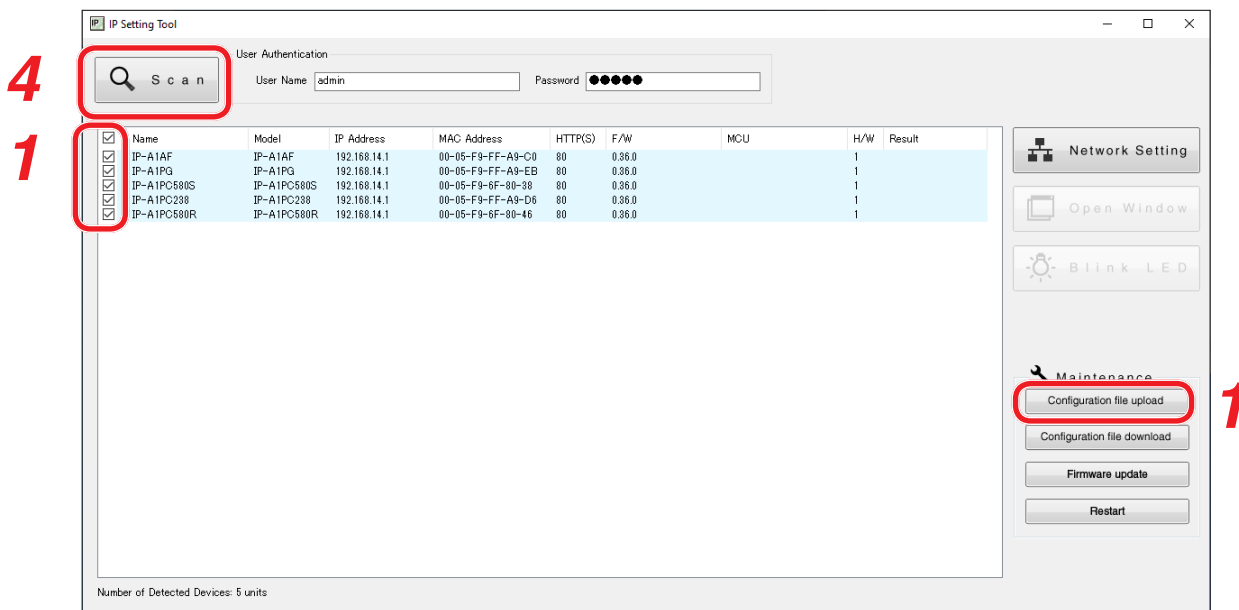 IP IP Setting Tool
4
Scan
User Authentication
User Name admin Password ●●●●●
1
Name Model IP Address MAC Address HTTP(S) F/W MCU H/W Result
IP-A1AF IP-A1AF 192.168.14.1 00-05-F9-FF-A9-C0 80 0.36.0 1
IP-A1PG IP-A1PG 192.168.14.1 00-05-F9-FF-A9-EB 80 0.36.0 1
IP-A1PC580S IP-A1PC580S 192.168.14.1 00-05-F9-6F-80-38 80 0.36.0 1
IP-A1PC238 IP-A1PC238 192.168.14.1 00-05-F9-FF-A9-D6 80 0.36.0 1
IP-A1PC580R IP-A1PC580R 192.168.14.1 00-05-F9-6F-80-46 80 0.36.0 1
Network Setting
Open Window
Blink LED
Maintenance
Configuration file upload
1
Configuration file download
Firmware update
Restart
Number of Detected Devices: 5 units